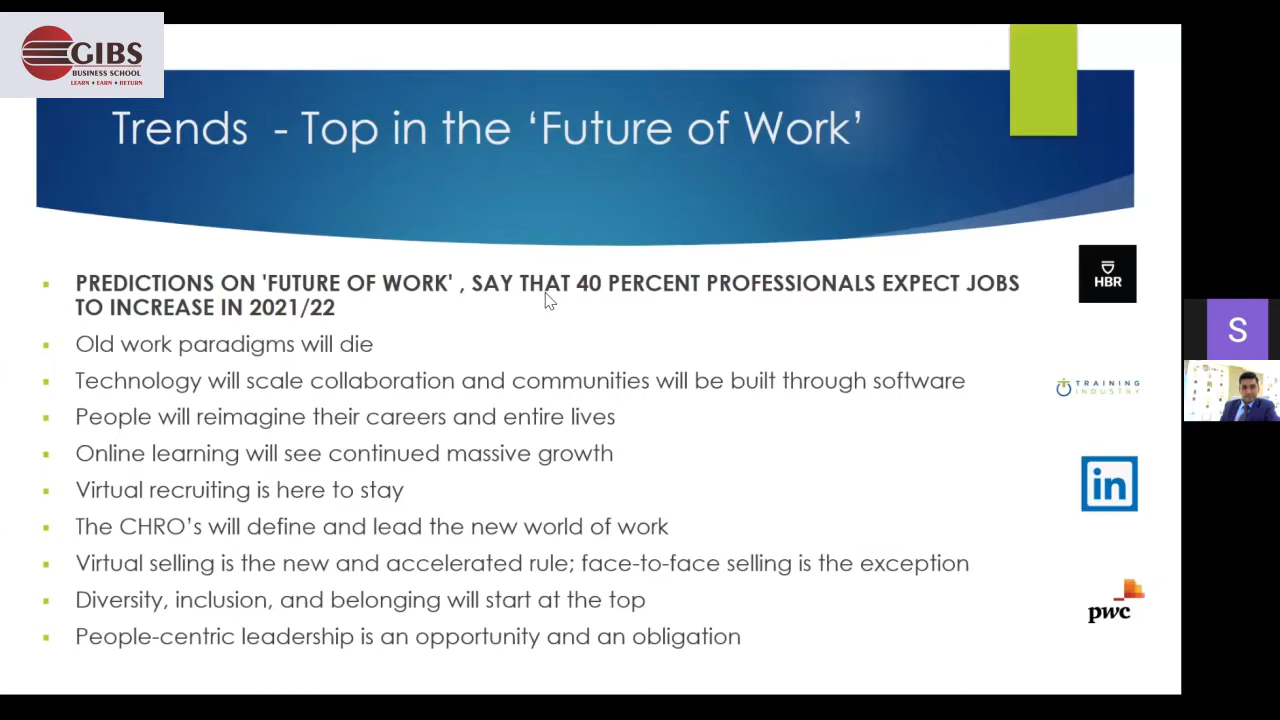 GIBS
BUSINESS SCHOOL
LEARN • EARN • RETURN
Trends - Top in the ‘Future of Work’
PREDICTIONS ON 'FUTURE OF WORK' , SAY THAT 40 PERCENT PROFESSIONALS EXPECT JOBS
TO INCREASE IN 2021/22
Old work paradigms will die
Technology will scale collaboration and communities will be built through software
People will reimagine their careers and entire lives
Online learning will see continued massive growth
Virtual recruiting is here to stay
The CHRO’s will define and lead the new world of work
Virtual selling is the new and accelerated rule; face-to-face selling is the exception
Diversity, inclusion, and belonging will start at the top
People-centric leadership is an opportunity and an obligation
HBR
TRAINING
INDUSTRY
in
pwc
S